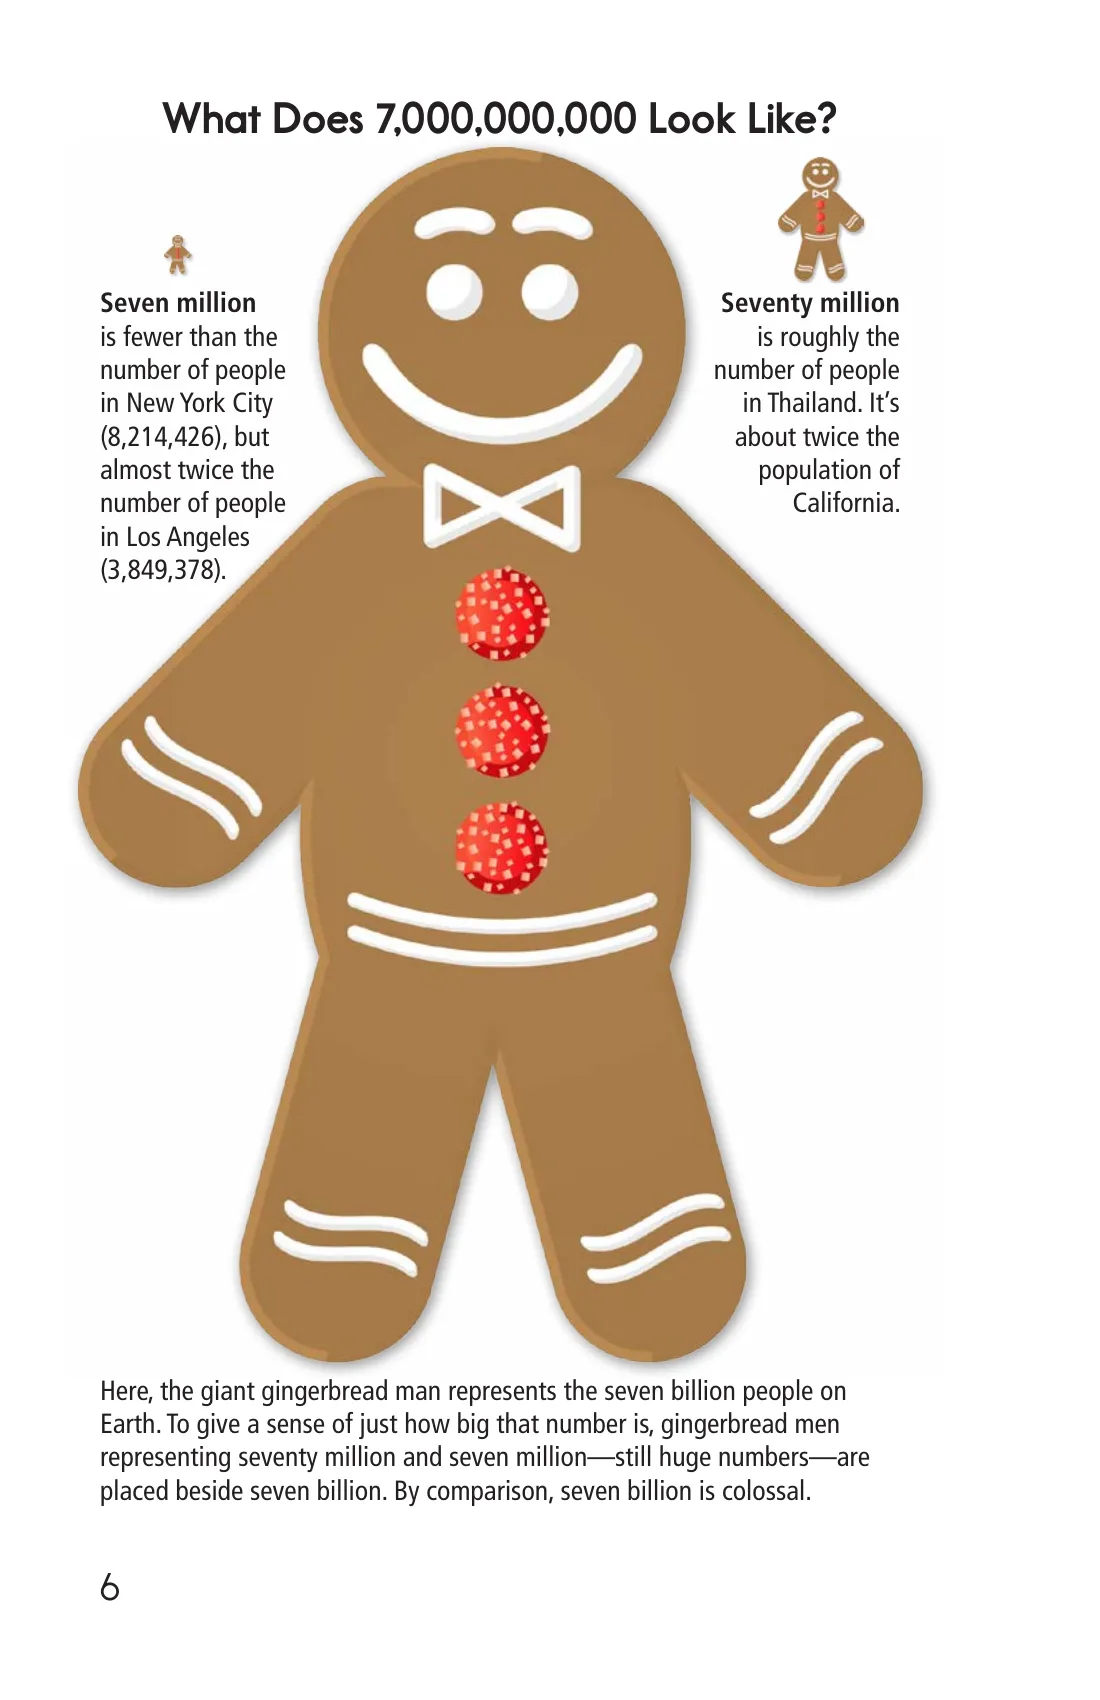 What Does 7,000,000,000 Look Like?
Seven million
is fewer than the
number of people
in New York City
(8,214,426), but
almost twice the
number of people
in Los Angeles
(3,849,378).
Seventy million
is roughly the
number of people
in Thailand. It’s
about twice the
population of
California.
Here, the giant gingerbread man represents the seven billion people on
Earth. To give a sense of just how big that number is, gingerbread men
representing seventy million and seven million—still huge numbers—are
placed beside seven billion. By comparison, seven billion is colossal.
6